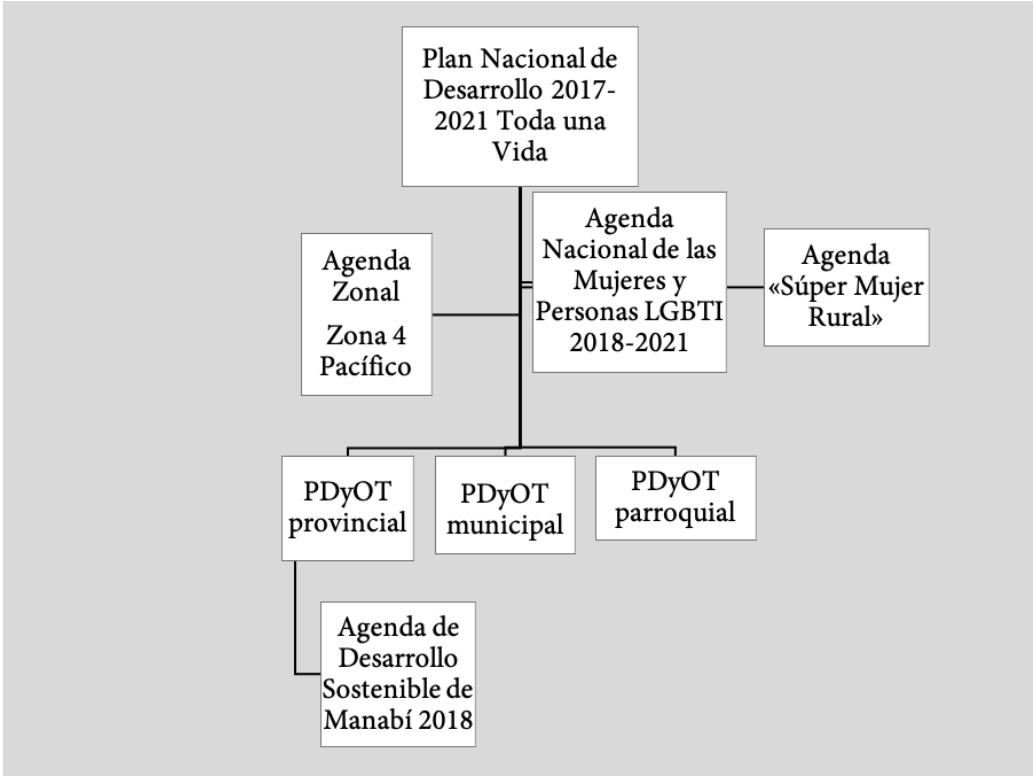 Plan Nacional de
Desarrollo 2017-
2021 Toda una
Vida
Agenda
Zonal
Zona 4
Pacífico
Agenda
Nacional de las
Mujeres y
Personas LGBTI
2018-2021
Agenda
«Súper Mujer
Rural»
PDyOT
provincial
PDyOT
municipal
PDyOT
parroquial
Agenda de
Desarrollo
Sostenible de
Manabí 2018